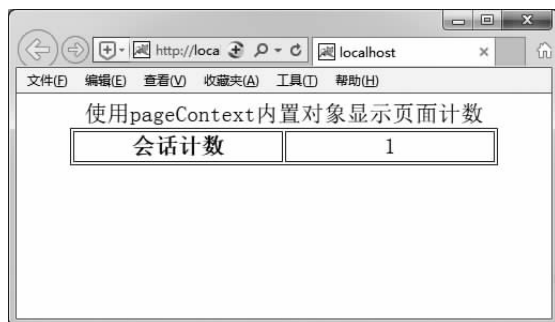 http://loca
localhost
文件(F) 编辑(E) 查看(V) 收藏夹(A) 工具(T) 帮助(H)
使用pageContext内置对象显示页面计数
会话计数 1